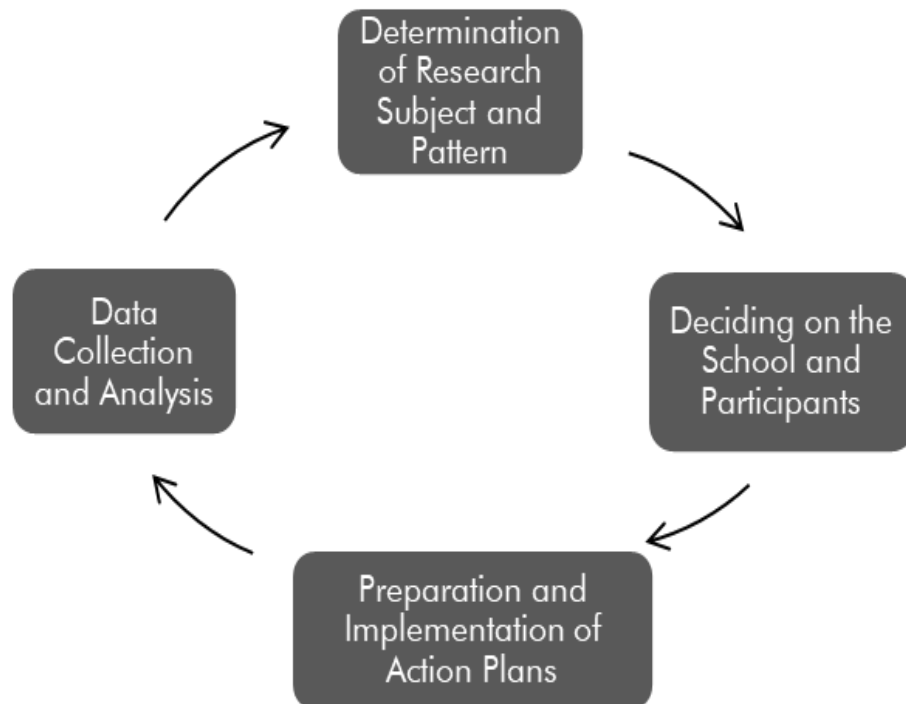 Determination
of Research
Subject and
Pattern
Deciding on the
School and
Participants
Preparation and
Implementation of
Action Plans
Data
Collection
and Analysis